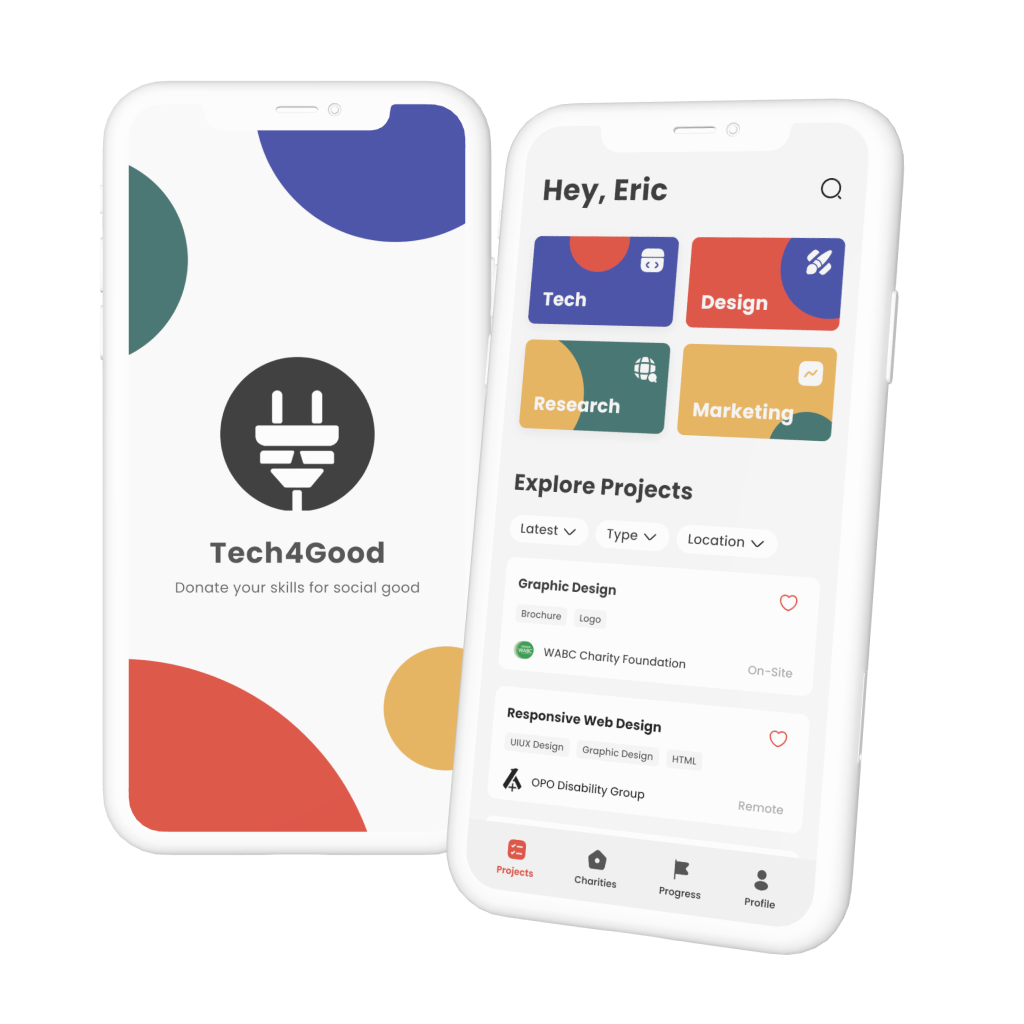 Tech4Good
Donate your skills for social good
Hey, Eric
Tech
Design
Research
Marketing
Explore Projects
Latest
Type
Location
Graphic Design
Brochure
Logo
WABC
WABC Charity Foundation
On-Site
Responsive Web Design
UIUX Design
Graphic Design
HTML
OPO Disability Group
Remote
Projects
Charities
Progress
Profile